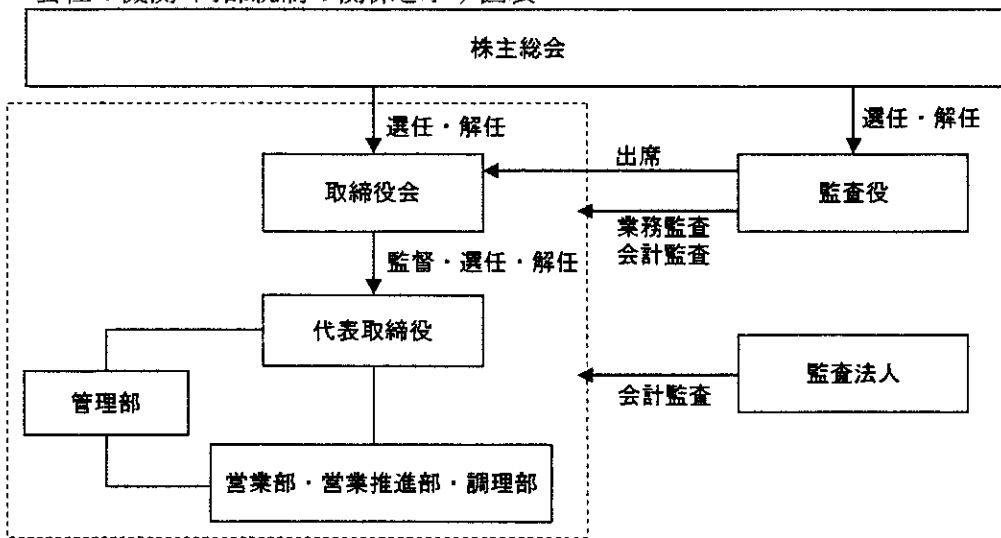 株主総会
選任・解任
選任・解任
出席
取締役会
監査役
業務監査
会計監査
監督・選任・解任
代表取締役
監査法人
会計監査
管理部
営業部・営業推進部・調理部